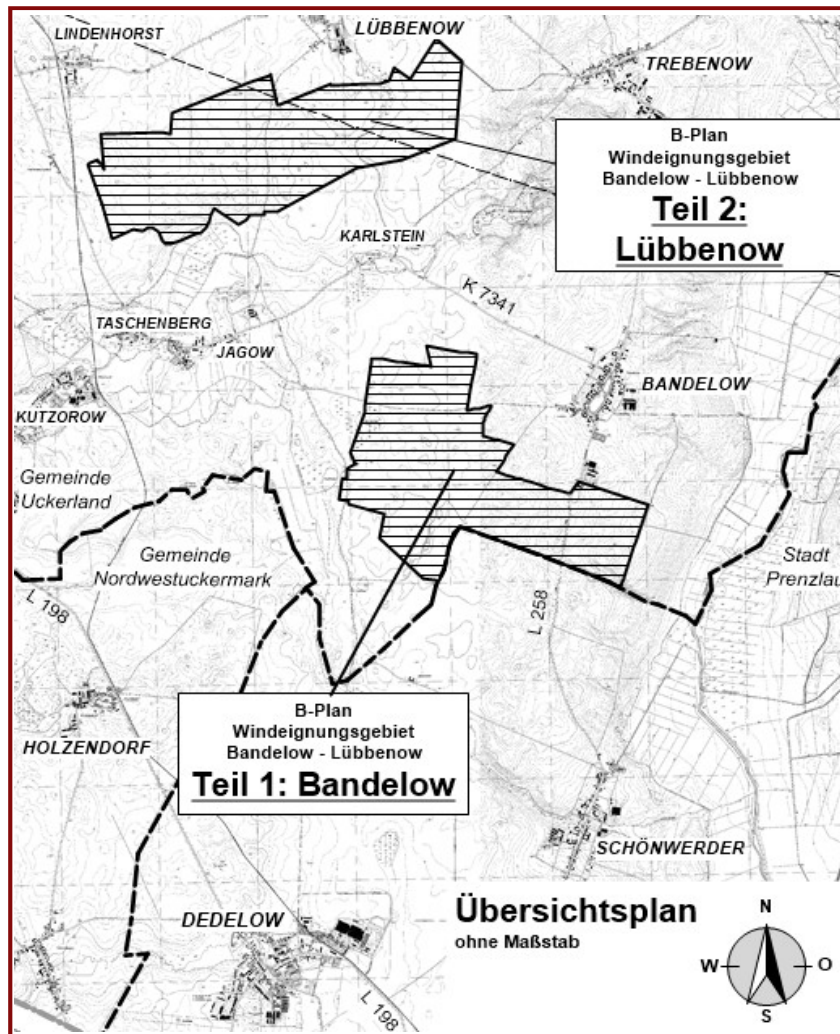 LINDENHORST
LÜBBENOW
TREBENOW
B-Plan
Windeignungsgebiet
Bandelow - Lübbenow
Teil 2:
Lübbenow
KARLSTEIN
K 7341
TASCHENBERG
JAGOW
BANDELOW
KUTZOROW
Gemeinde
Uckerland
Gemeinde
Nordwestuckermark
Stadt
Prenzlau
L 198
L 258
B-Plan
Windeignungsgebiet
Bandelow - Lübbenow
Teil 1: Bandelow
HOLZENDORF
SCHÖNWERDER
DEDELOW
L 198
Übersichtsplan
ohne Maßstab
N
W
O
S